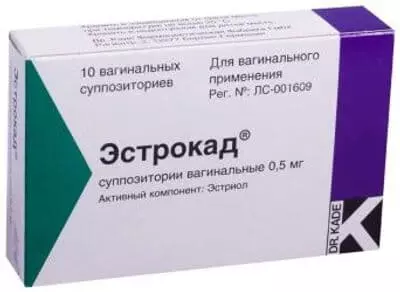 10 вагинальных
суппозиториев
Для вагинального
применения
Рег. №: ЛС-001609
Эстрокад®
суппозитории вагинальные 0,5 мг
Активный компонент: Эстриол
Эстрокад®
DR. KADE